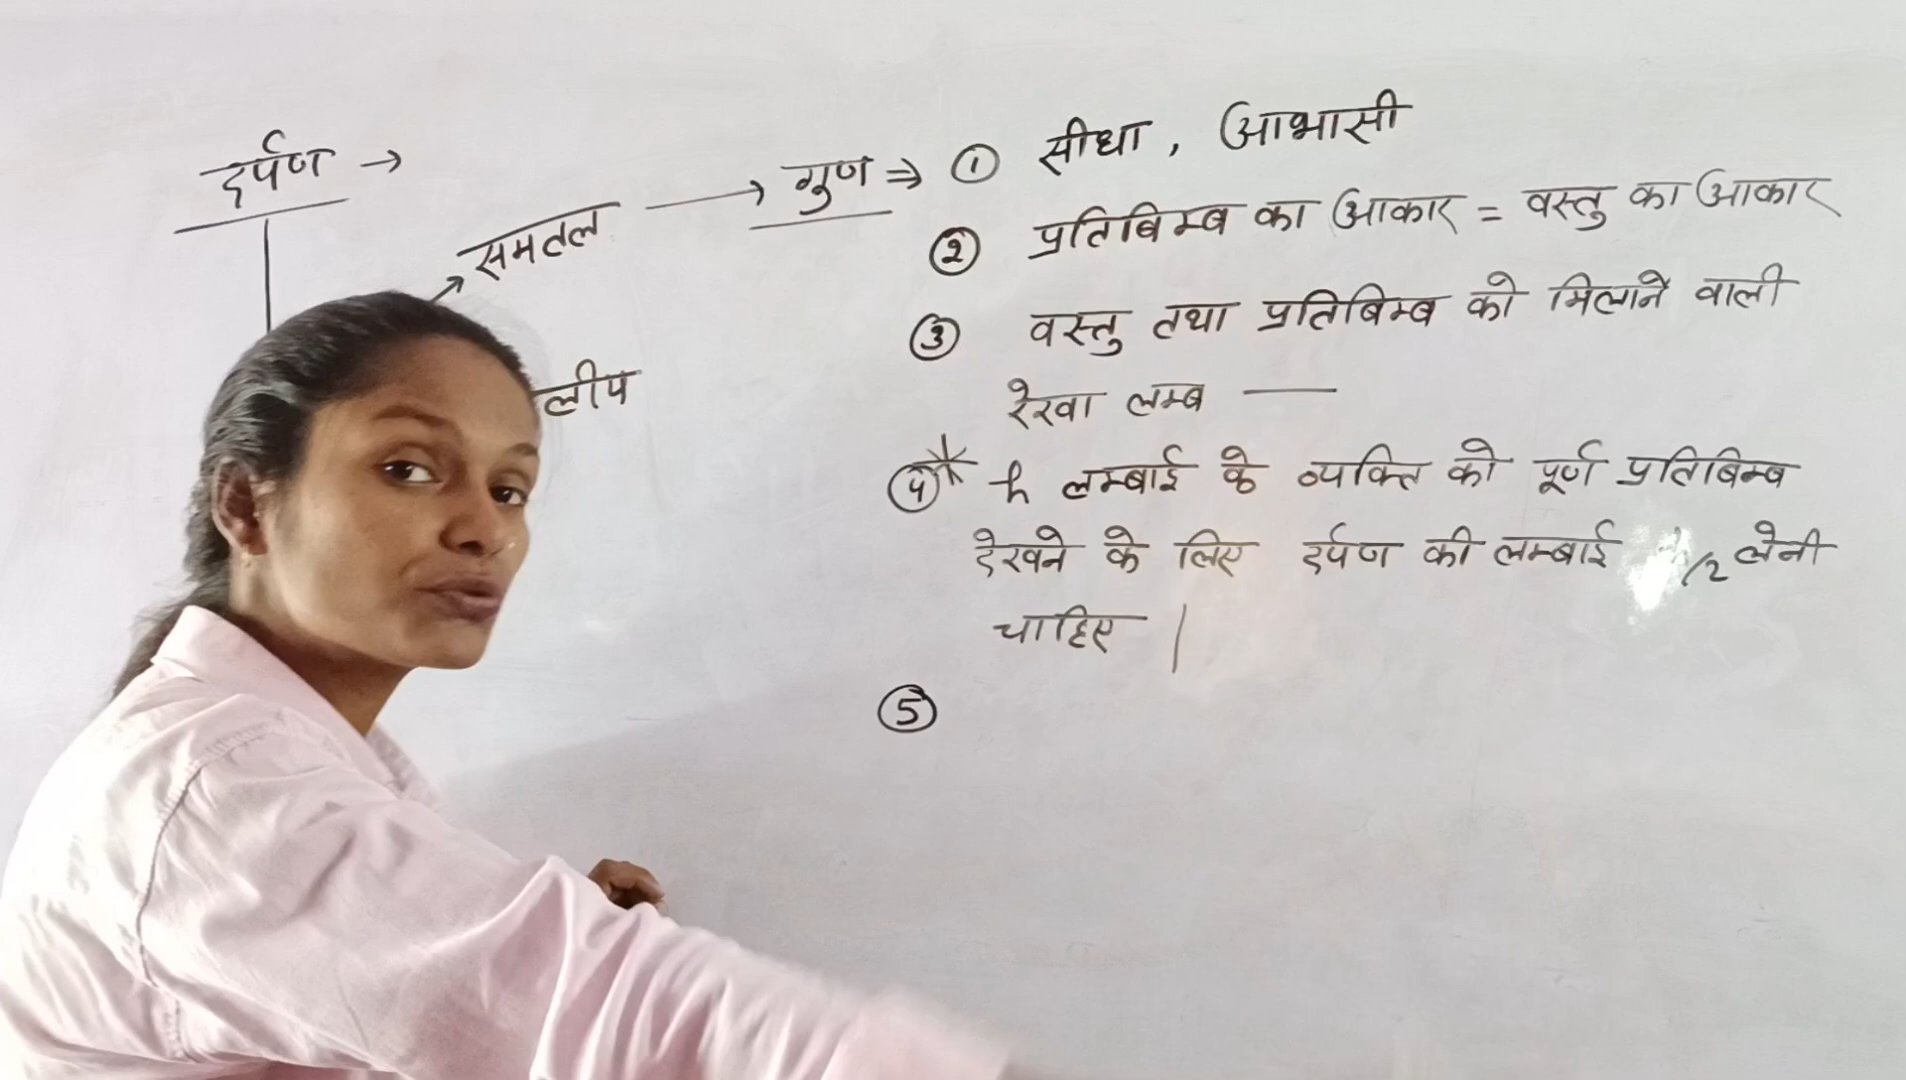 दर्पण →
समतल → गुण ⇒ ① सीधा, आभासी
② प्रतिबिम्ब का आकार = वस्तु का आकार
③ वस्तु तथा प्रतिबिम्ब को मिलाने वाली
रेखा लम्ब —
लीय
④* h लम्बाई के व्यक्ति को पूर्ण प्रतिबिम्ब
देखने के लिए दर्पण की लम्बाई h/2 लेनी
चाहिए |
⑤